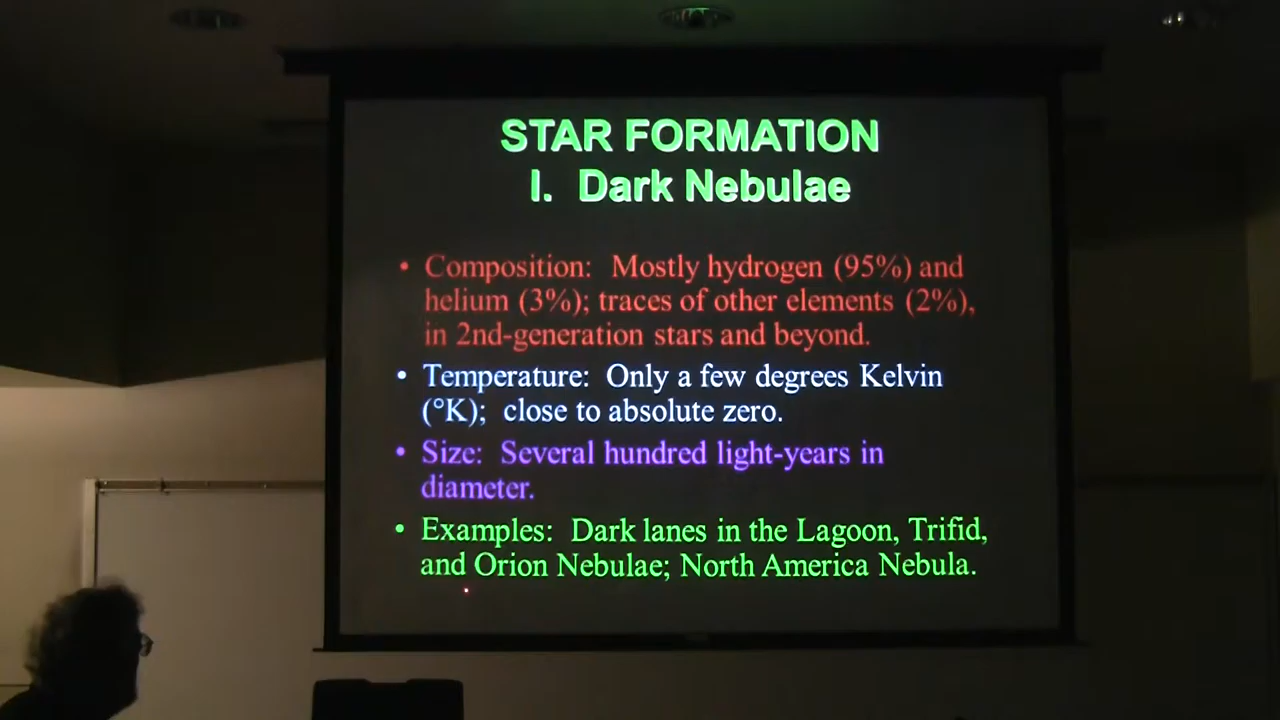 STAR FORMATION
I. Dark Nebulae
• Composition: Mostly hydrogen (95%) and
helium (3%); traces of other elements (2%),
in 2nd-generation stars and beyond.
• Temperature: Only a few degrees Kelvin
(°K); close to absolute zero.
• Size: Several hundred light-years in
diameter.
• Examples: Dark lanes in the Lagoon, Trifid,
and Orion Nebulae; North America Nebula.